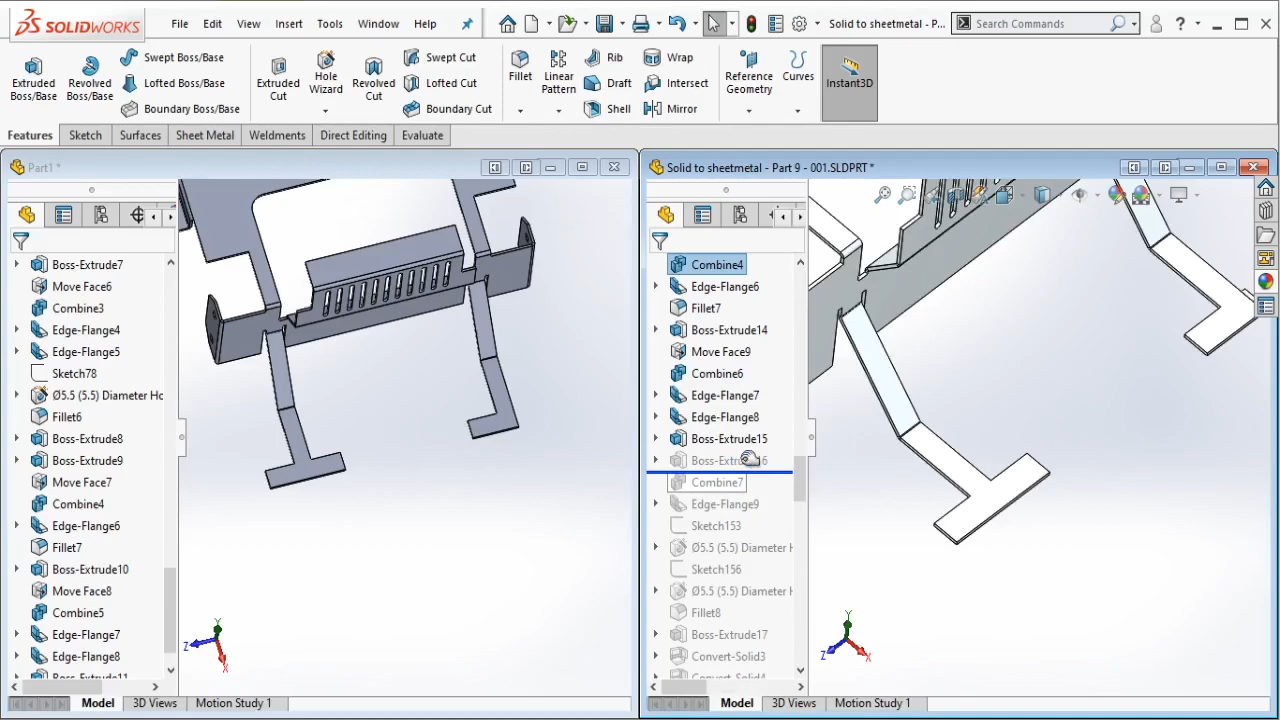 SOLIDWORKS File Edit View Insert Tools Window Help Solid to sheetmetal - P... Search Commands ?
Extruded Boss/Base
Revolved Boss/Base
Swept Boss/Base
Lofted Boss/Base
Boundary Boss/Base
Extruded Cut
Hole Wizard
Revolved Cut
Swept Cut
Lofted Cut
Boundary Cut
Fillet
Linear Pattern
Rib
Draft
Shell
Wrap
Intersect
Mirror
Reference Geometry
Curves
Instant3D
Features Sketch Surfaces Sheet Metal Weldments Direct Editing Evaluate
Part1 *
Boss-Extrude7
Move Face6
Combine3
Edge-Flange4
Edge-Flange5
Sketch78
Ø5.5 (5.5) Diameter Ho
Fillet6
Boss-Extrude8
Boss-Extrude9
Move Face7
Combine4
Edge-Flange6
Fillet7
Boss-Extrude10
Move Face8
Combine5
Edge-Flange7
Edge-Flange8
Boss-Extrude11
Y
Z
X
Model 3D Views Motion Study 1
Solid to sheetmetal - Part 9 - 001.SLDPRT *
Combine4
Edge-Flange6
Fillet7
Boss-Extrude14
Move Face9
Combine6
Edge-Flange7
Edge-Flange8
Boss-Extrude15
Boss-Extru 6
Combine7
Edge-Flange9
Sketch153
Ø5.5 (5.5) Diameter H
Sketch156
Ø5.5 (5.5) Diameter H
Fillet8
Boss-Extrude17
Convert-Solid3
Convert-Solid4
Y
Z
X
Model 3D Views Motion Study 1